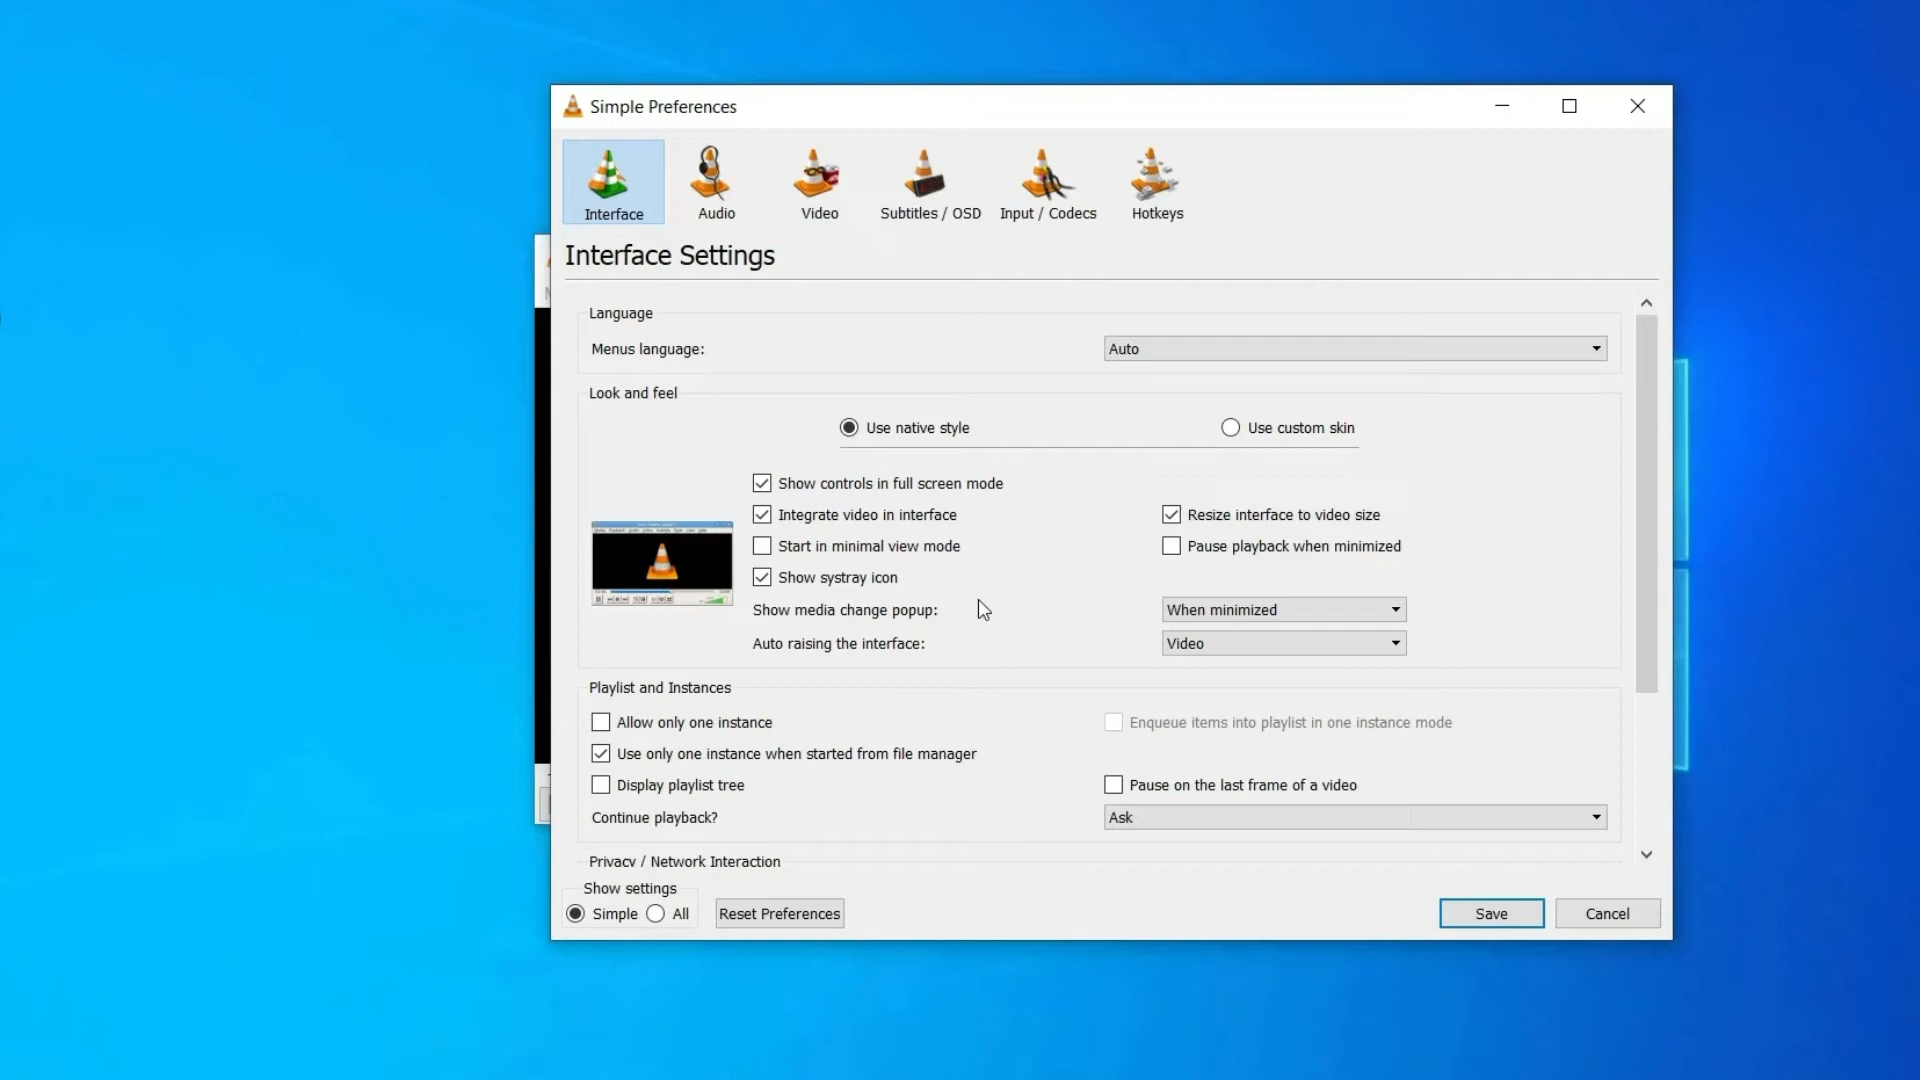 Simple Preferences
Interface
Audio
Video
Subtitles / OSD
Input / Codecs
Hotkeys
Interface Settings
Language
Menus language:
Auto
Look and feel
Use native style
Use custom skin
Show controls in full screen mode
Integrate video in interface
Resize interface to video size
Start in minimal view mode
Pause playback when minimized
Show systray icon
Show media change popup:
When minimized
Auto raising the interface:
Video
Playlist and Instances
Allow only one instance
Enqueue items into playlist in one instance mode
Use only one instance when started from file manager
Display playlist tree
Pause on the last frame of a video
Continue playback?
Ask
Privacy / Network Interaction
Show settings
Simple
All
Reset Preferences
Save
Cancel